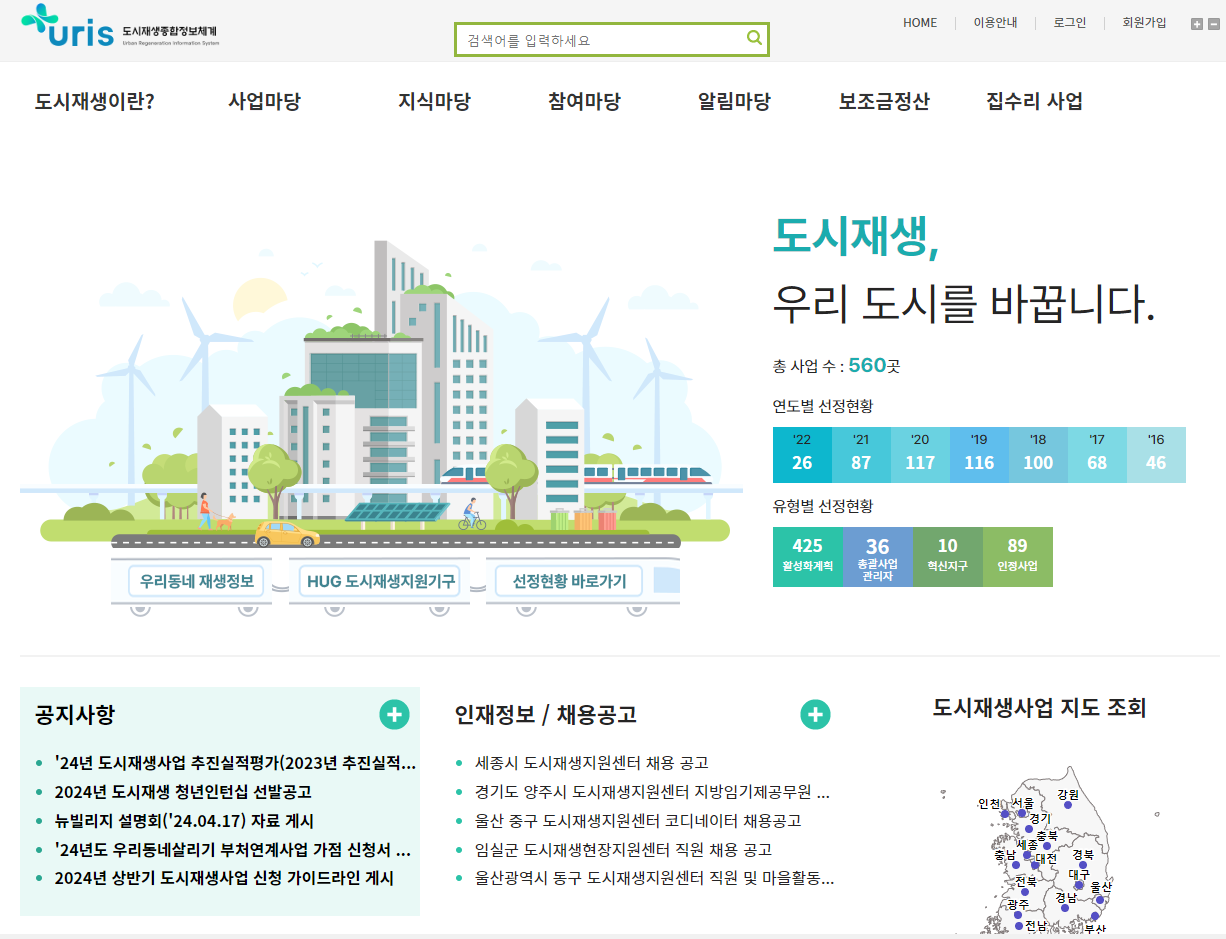 uris 도시재생종합정보체계
Urban Regeneration Information System
검색어를 입력하세요
HOME 이용안내 로그인 회원가입
도시재생이란? 사업마당 지식마당 참여마당 알림마당 보조금정산 집수리 사업
도시재생,
우리 도시를 바꿉니다.
총 사업 수 : 560곳
연도별 선정현황
'22 '21 '20 '19 '18 '17 '16
26 87 117 116 100 68 46
유형별 선정현황
425 36 10 89
활성화계획 총괄사업 혁신지구 인정사업
관리자
우리동네 재생정보 HUG 도시재생지원기구 선정현황 바로가기
공지사항
'24년 도시재생사업 추진실적평가(2023년 추진실적...
2024년 도시재생 청년인턴십 선발공고
뉴빌리지 설명회('24.04.17) 자료 게시
'24년도 우리동네살리기 부처연계사업 가점 신청서 ...
2024년 상반기 도시재생사업 신청 가이드라인 게시
인재정보 / 채용공고
세종시 도시재생지원센터 채용 공고
경기도 양주시 도시재생지원센터 지방임기제공무원 ...
울산 중구 도시재생지원센터 코디네이터 채용공고
임실군 도시재생현장지원센터 직원 채용 공고
울산광역시 동구 도시재생지원센터 직원 및 마을활동...
도시재생사업 지도 조회
강원
인천 서울
경기
충북
세종
충남 대전 경북
대구
전북 울산
경남
광주
전남 부산